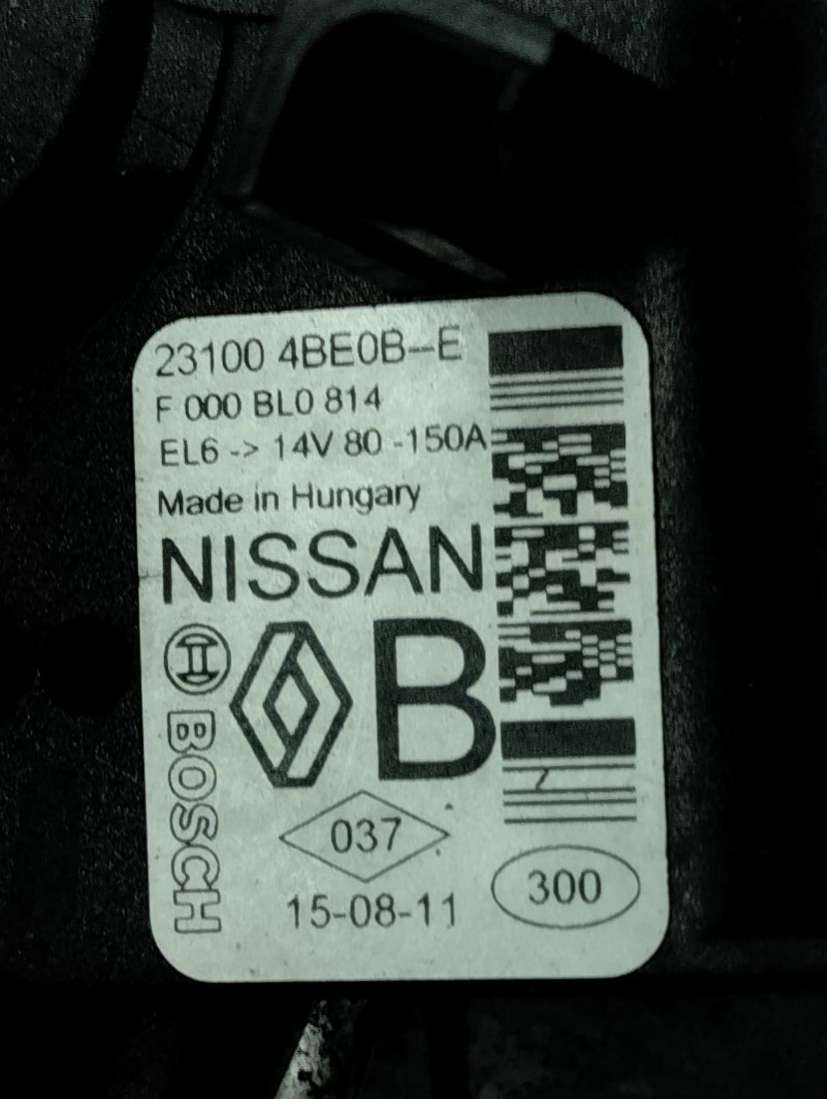 23100 4BE0B--E
F 000 BL0 814
EL6 -> 14V 80 -150A
Made in Hungary
NISSAN
B
BOSCH
037
15-08-11
300